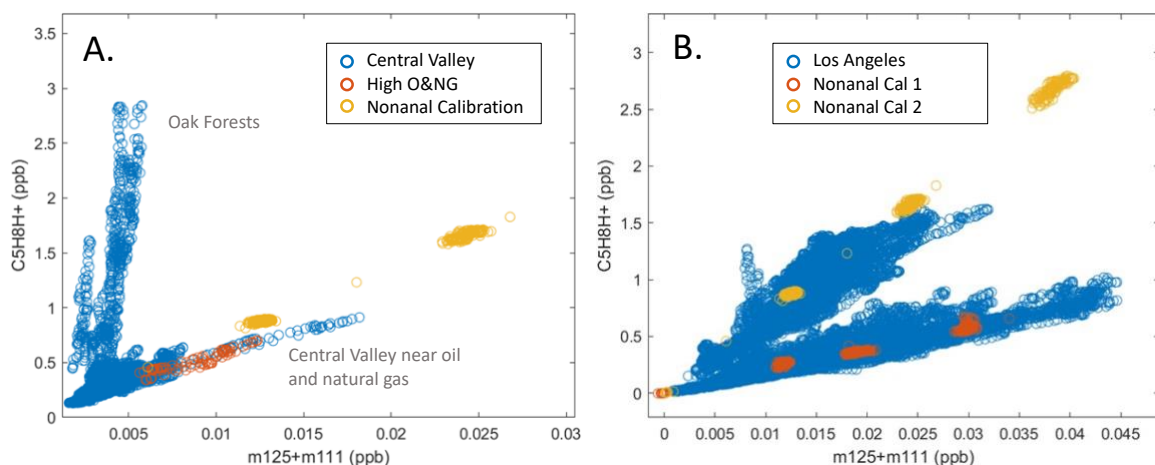 A.
Central Valley
High O&NG
Nonanal Calibration
Oak Forests
Central Valley near oil
and natural gas
C5H8H+ (ppb)
3.5
3
2.5
2
1.5
1
0.5
0
0.005
0.01
0.015
0.02
0.025
0.03
m125+m111 (ppb)
B.
Los Angeles
Nonanal Cal 1
Nonanal Cal 2
C5H8H+ (ppb)
3
2.5
2
1.5
1
0.5
0
0
0.005
0.01
0.015
0.02
0.025
0.03
0.035
0.04
0.045
m125+m111 (ppb)